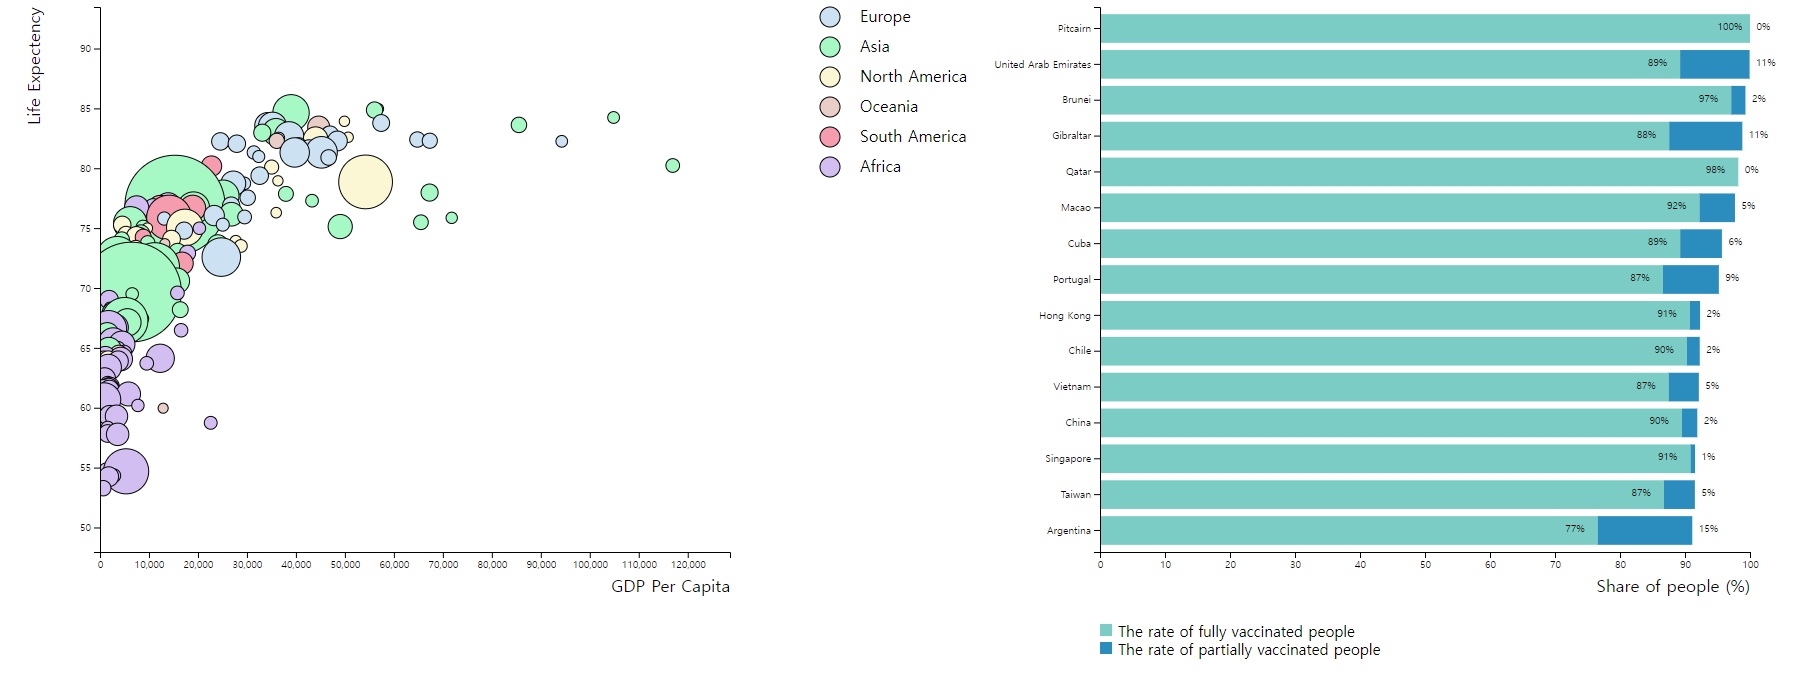 Life Expectency
90
85
80
75
70
65
60
55
50
0 10,000 20,000 30,000 40,000 50,000 60,000 70,000 80,000 90,000 100,000 110,000 120,000
GDP Per Capita
Europe
Asia
North America
Oceania
South America
Africa
Pitcairn 100% 0%
United Arab Emirates 89% 11%
Brunei 97% 2%
Gibraltar 88% 11%
Qatar 98% 0%
Macao 92% 5%
Cuba 89% 6%
Portugal 87% 9%
Hong Kong 91% 2%
Chile 90% 2%
Vietnam 87% 5%
China 90% 2%
Singapore 91% 1%
Taiwan 87% 5%
Argentina 77% 15%
0 10 20 30 40 50 60 70 80 90 100
Share of people (%)
The rate of fully vaccinated people
The rate of partially vaccinated people